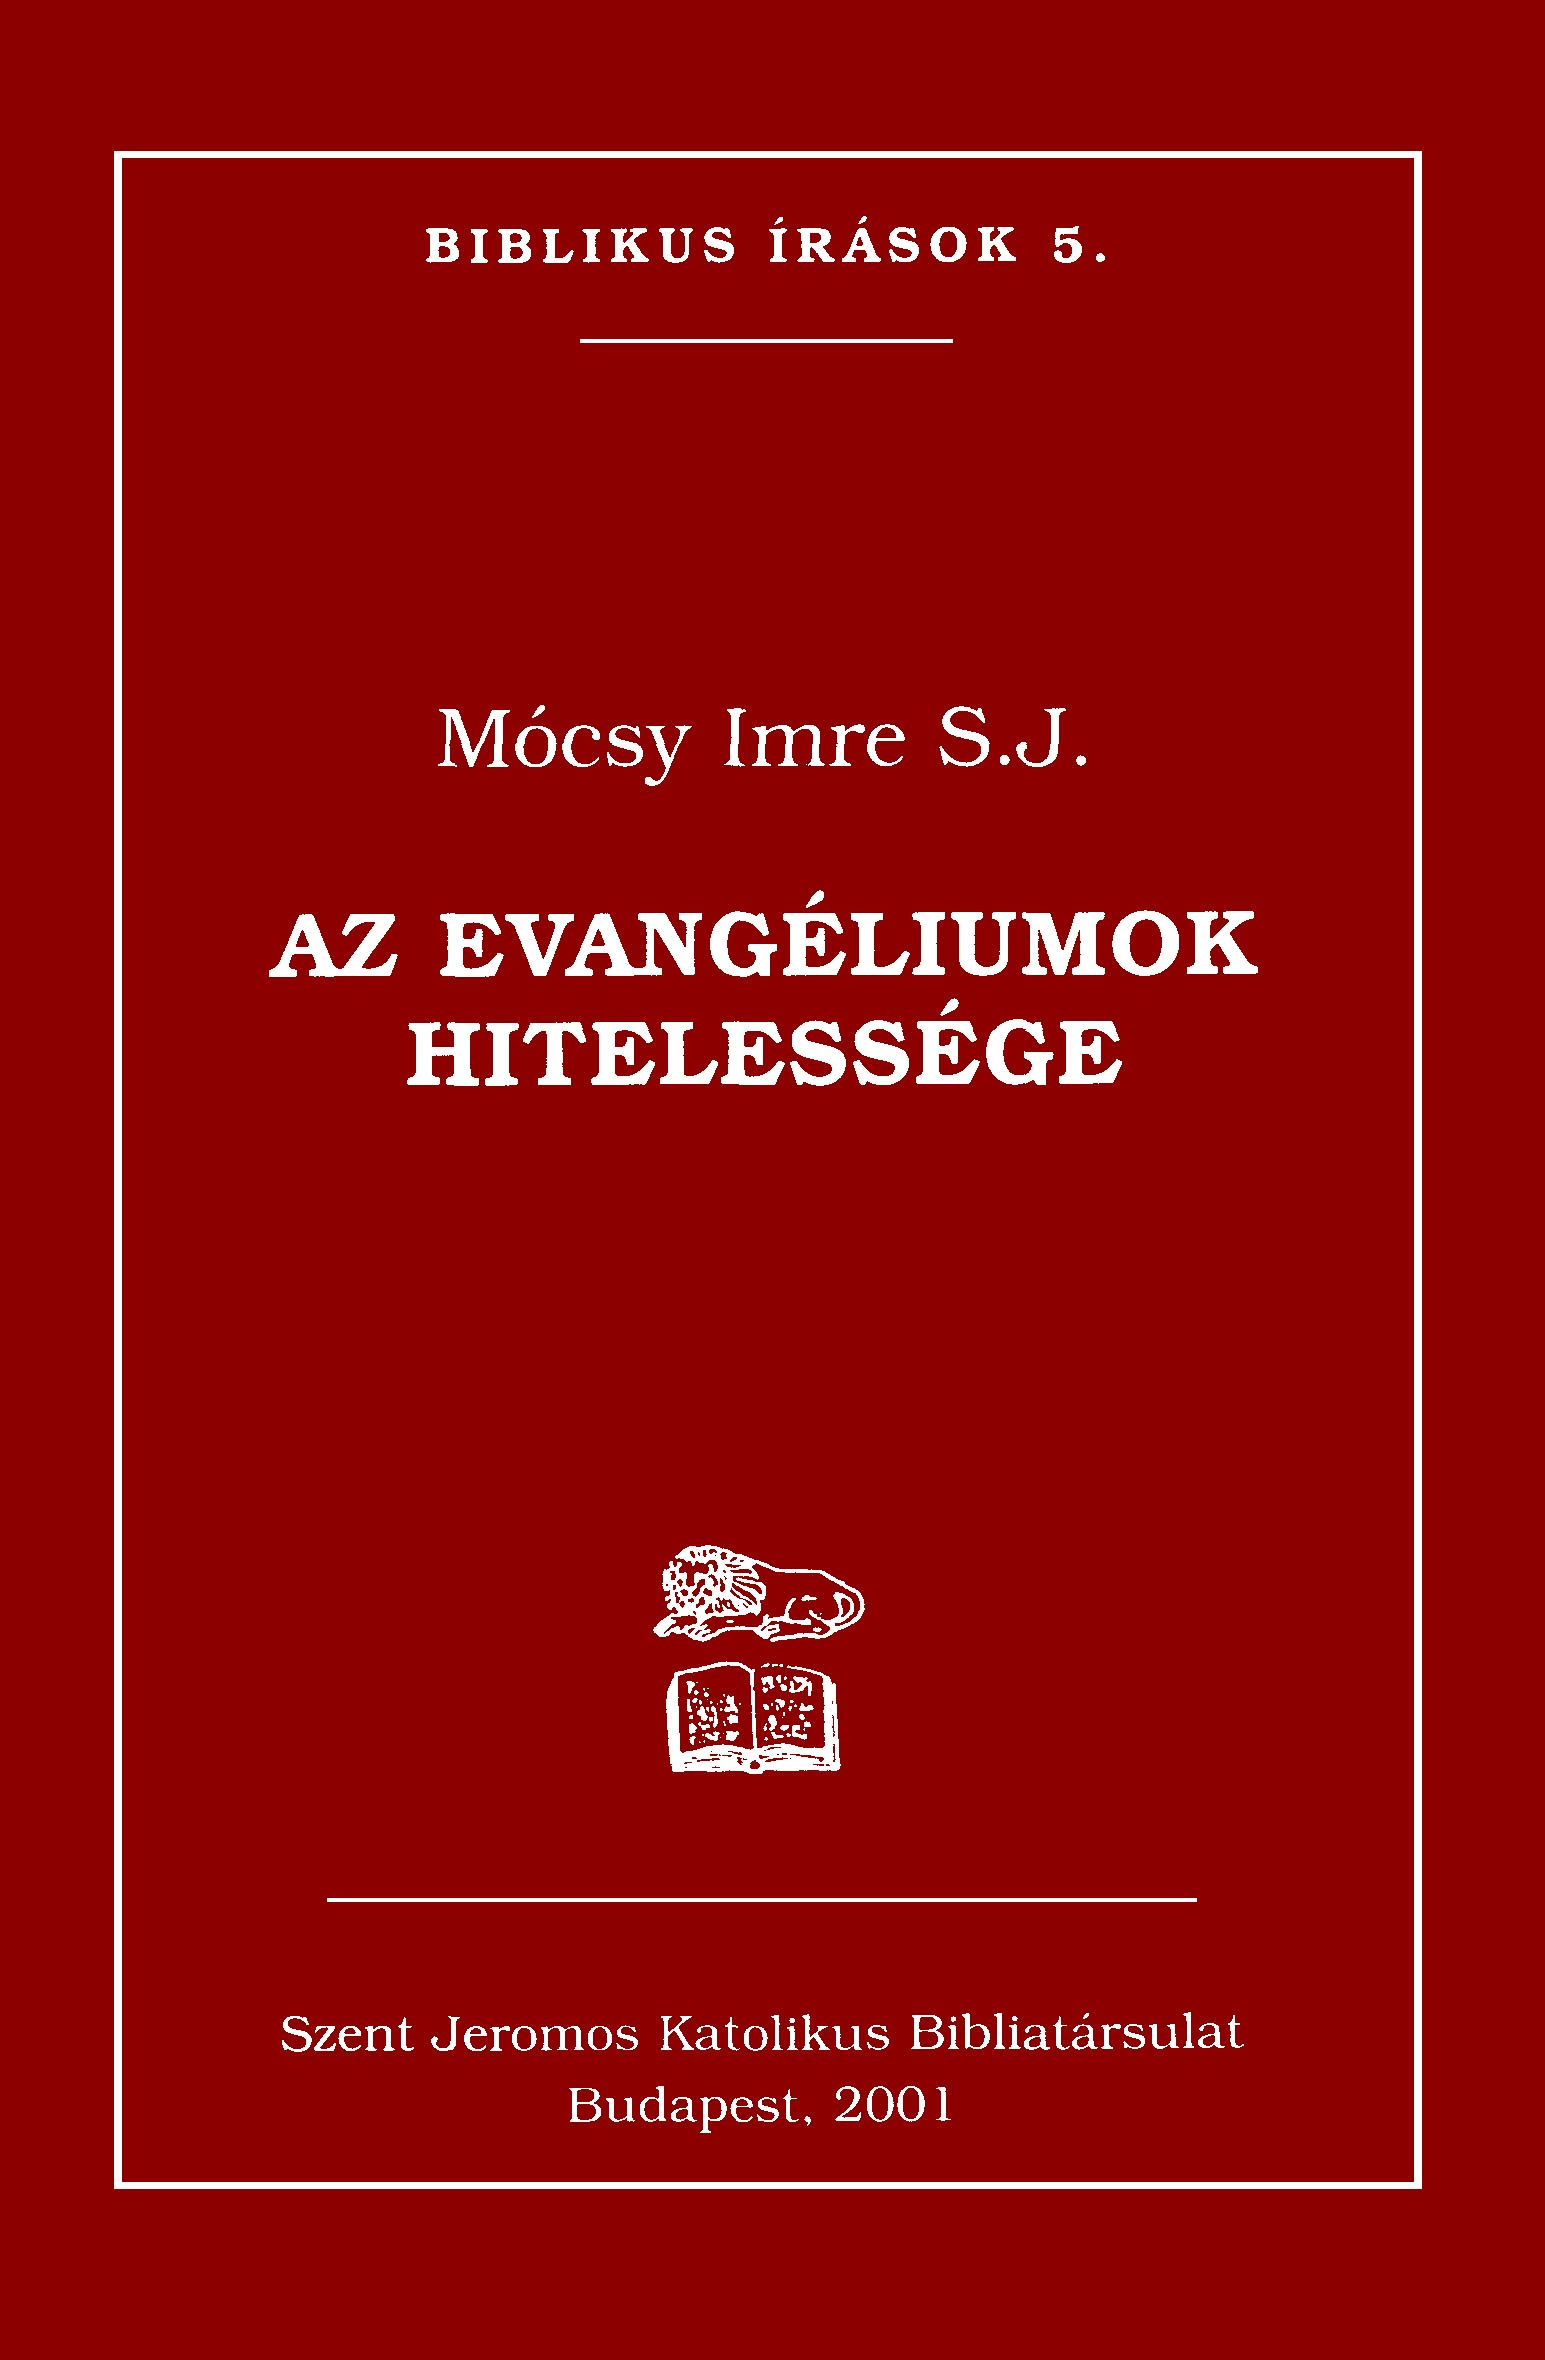 BIBLIKUS ÍRÁSOK 5.
Mócsy Imre S.J.
AZ EVANGÉLIUMOK
HITELESSÉGE
Szent Jeromos Katolikus Bibliatársulat
Budapest, 2001